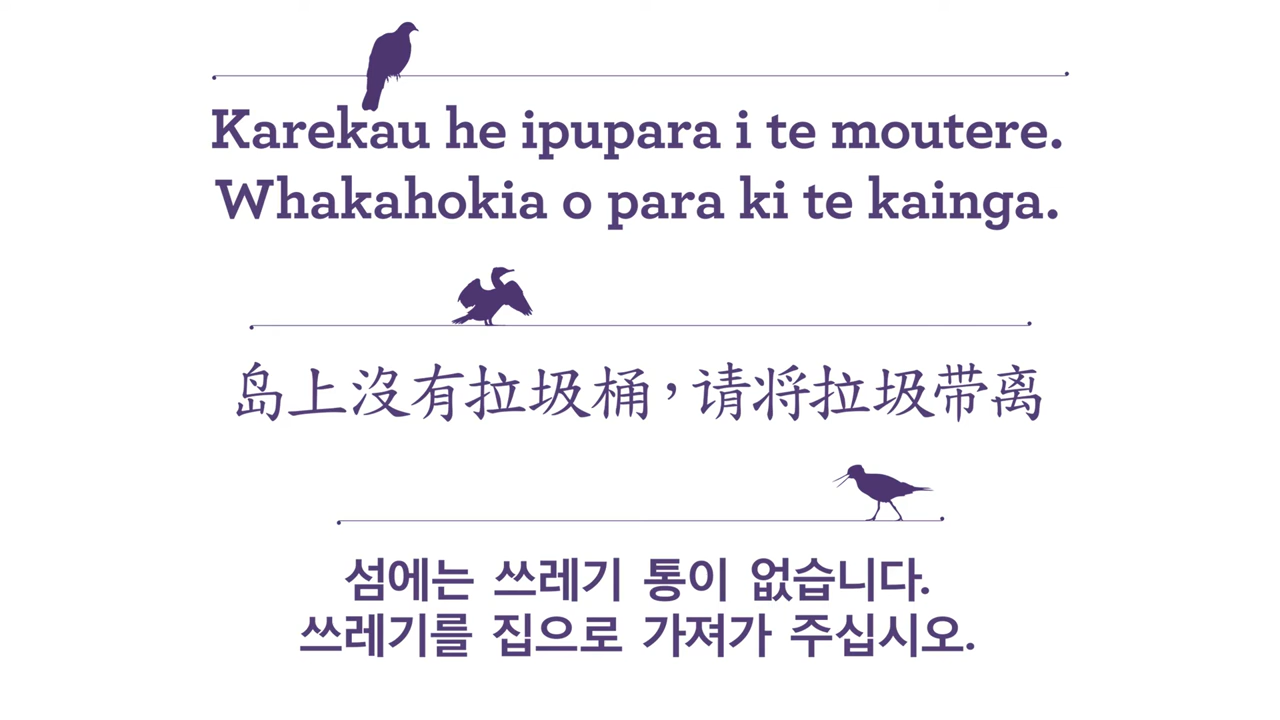 Karekau he ipupara i te moutere.
Whakahokia o para ki te kainga.
岛上沒有拉圾桶，请将拉圾带离
섬에는 쓰레기 통이 없습니다.
쓰레기를 집으로 가져가 주십시오.